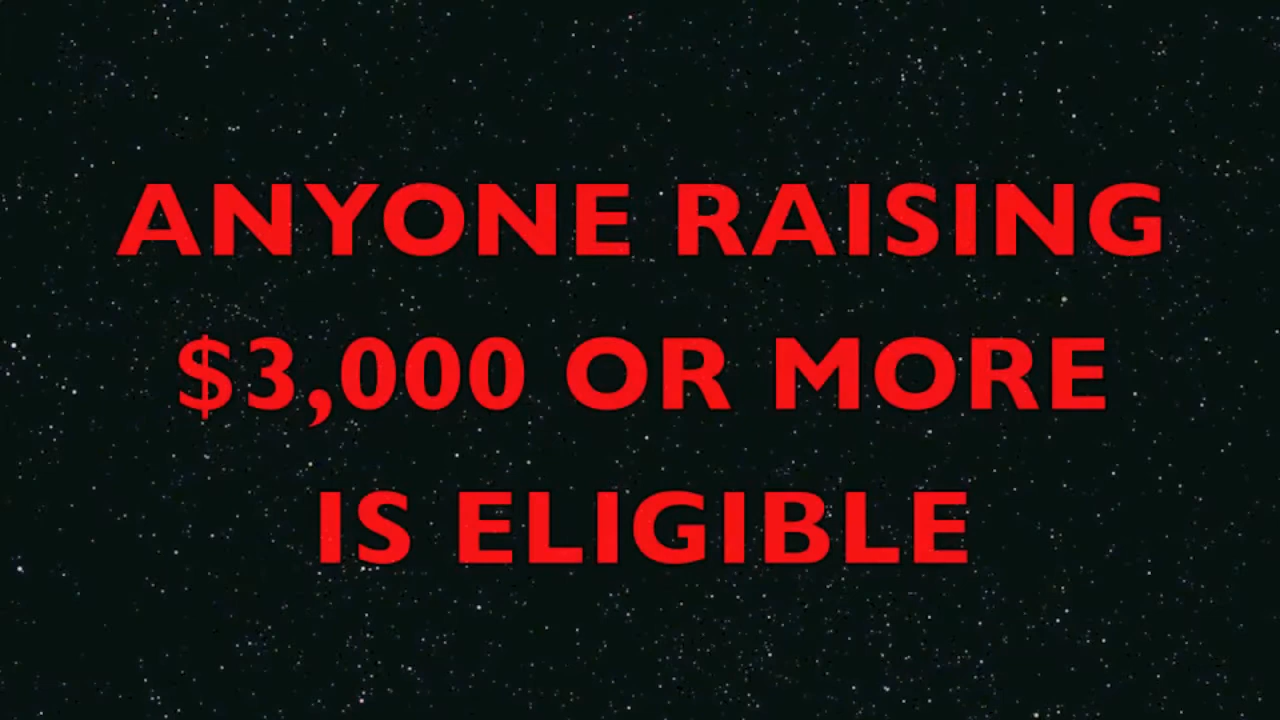 ANYONE RAISING
$3,000 OR MORE
IS ELIGIBLE